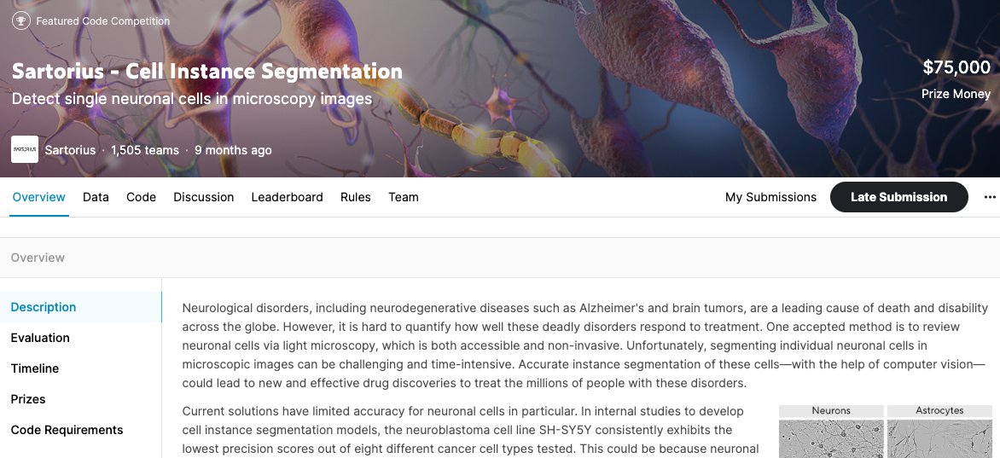 Featured Code Competition
Sartorius - Cell Instance Segmentation
$75,000
Detect single neuronal cells in microscopy images
Prize Money
SARTORIUS
Sartorius · 1,505 teams · 9 months ago
Overview Data Code Discussion Leaderboard Rules Team My Submissions Late Submission ···
Overview
Description
Evaluation
Timeline
Prizes
Code Requirements
Neurological disorders, including neurodegenerative diseases such as Alzheimer's and brain tumors, are a leading cause of death and disability
across the globe. However, it is hard to quantify how well these deadly disorders respond to treatment. One accepted method is to review
neuronal cells via light microscopy, which is both accessible and non-invasive. Unfortunately, segmenting individual neuronal cells in
microscopic images can be challenging and time-intensive. Accurate instance segmentation of these cells—with the help of computer vision—
could lead to new and effective drug discoveries to treat the millions of people with these disorders.
Current solutions have limited accuracy for neuronal cells in particular. In internal studies to develop
cell instance segmentation models, the neuroblastoma cell line SH-SY5Y consistently exhibits the
lowest precision scores out of eight different cancer cell types tested. This could be because neuronal
Neurons Astrocytes